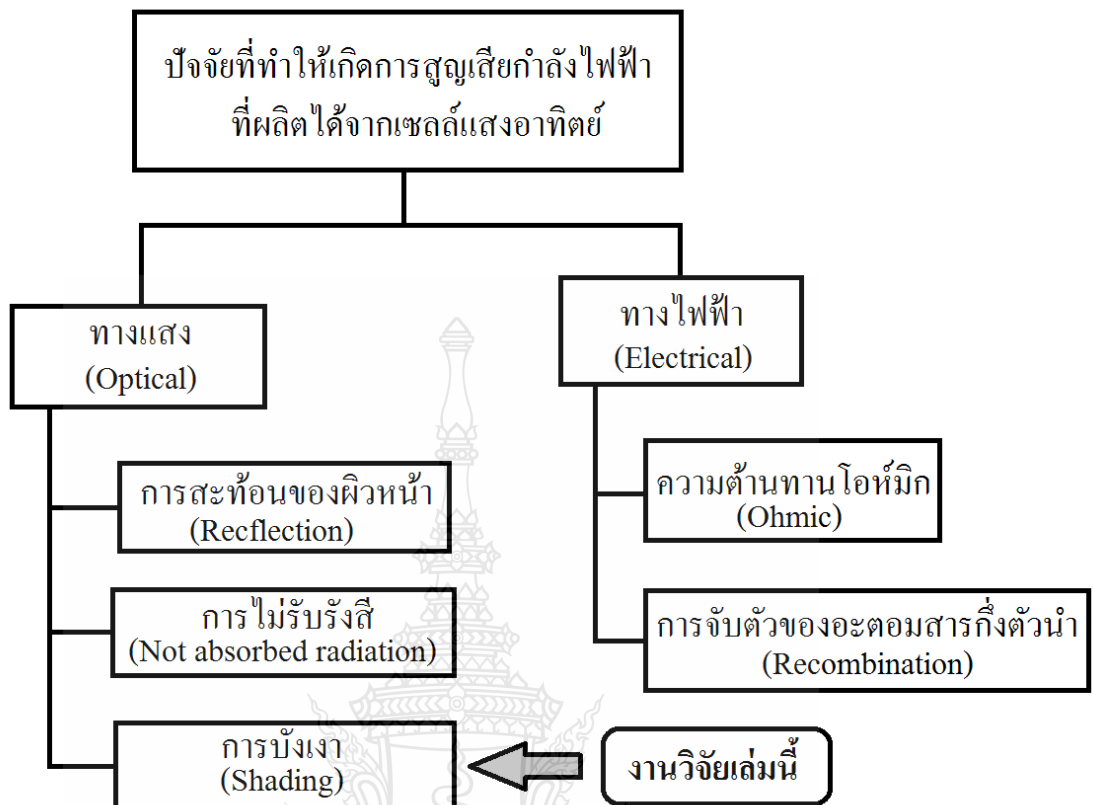 ปัจจัยที่ทำให้เกิดการสูญเสียกำลังไฟฟ้า
ที่ผลิตได้จากเซลล์แสงอาทิตย์
ทางแสง
(Optical)
การสะท้อนของผิวหน้า
(Recflection)
การไม่รับรังสี
(Not absorbed radiation)
การบังเงา
(Shading)
งานวิจัยเล่มนี้
ทางไฟฟ้า
(Electrical)
ความต้านทานโอห์มิก
(Ohmic)
การจับตัวของอะตอมสารกึ่งตัวนำ
(Recombination)